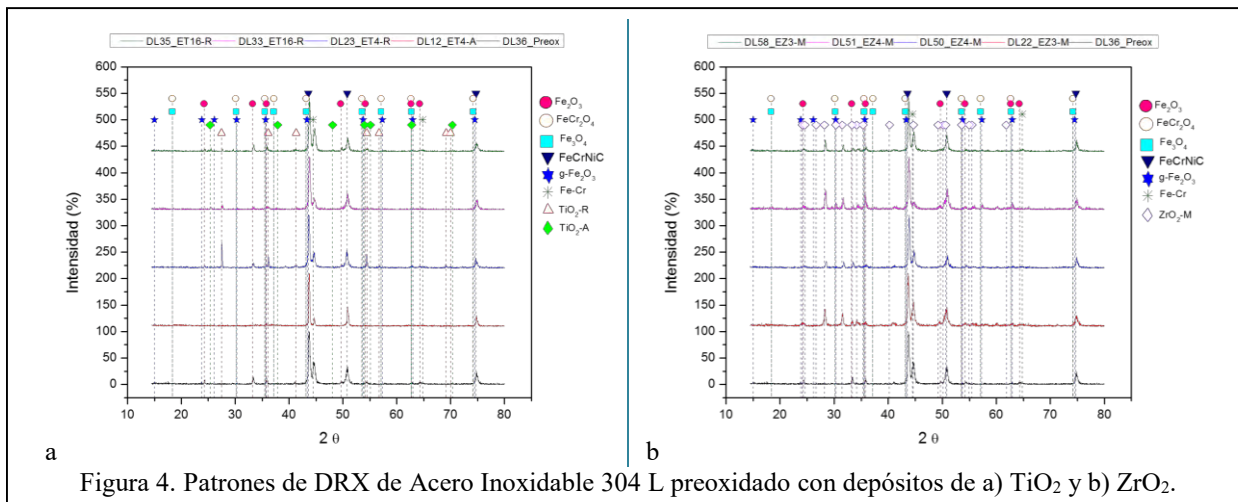 DL35_ET16-R DL33_ET16-R DL23_ET4-R DL12_ET4-A DL36_Preox
Intensidad (%)
600
550
500
450
400
350
300
250
200
150
100
50
0
10 20 30 40 50 60 70 80
2 θ
Fe₂O₃
FeCr₂O₄
Fe₃O₄
FeCrNiC
g-Fe₂O₃
Fe-Cr
TiO₂-R
TiO₂-A
a
DL58_EZ3-M DL51_EZ4-M DL50_EZ4-M DL22_EZ3-M DL36_Preox
Intensidad (%)
600
550
500
450
400
350
300
250
200
150
100
50
0
10 20 30 40 50 60 70 80
2 θ
Fe₂O₃
FeCr₂O₄
Fe₃O₄
FeCrNiC
g-Fe₂O₃
Fe-Cr
ZrO₂-M
b
Figura 4. Patrones de DRX de Acero Inoxidable 304 L preoxidado con depósitos de a) TiO₂ y b) ZrO₂.